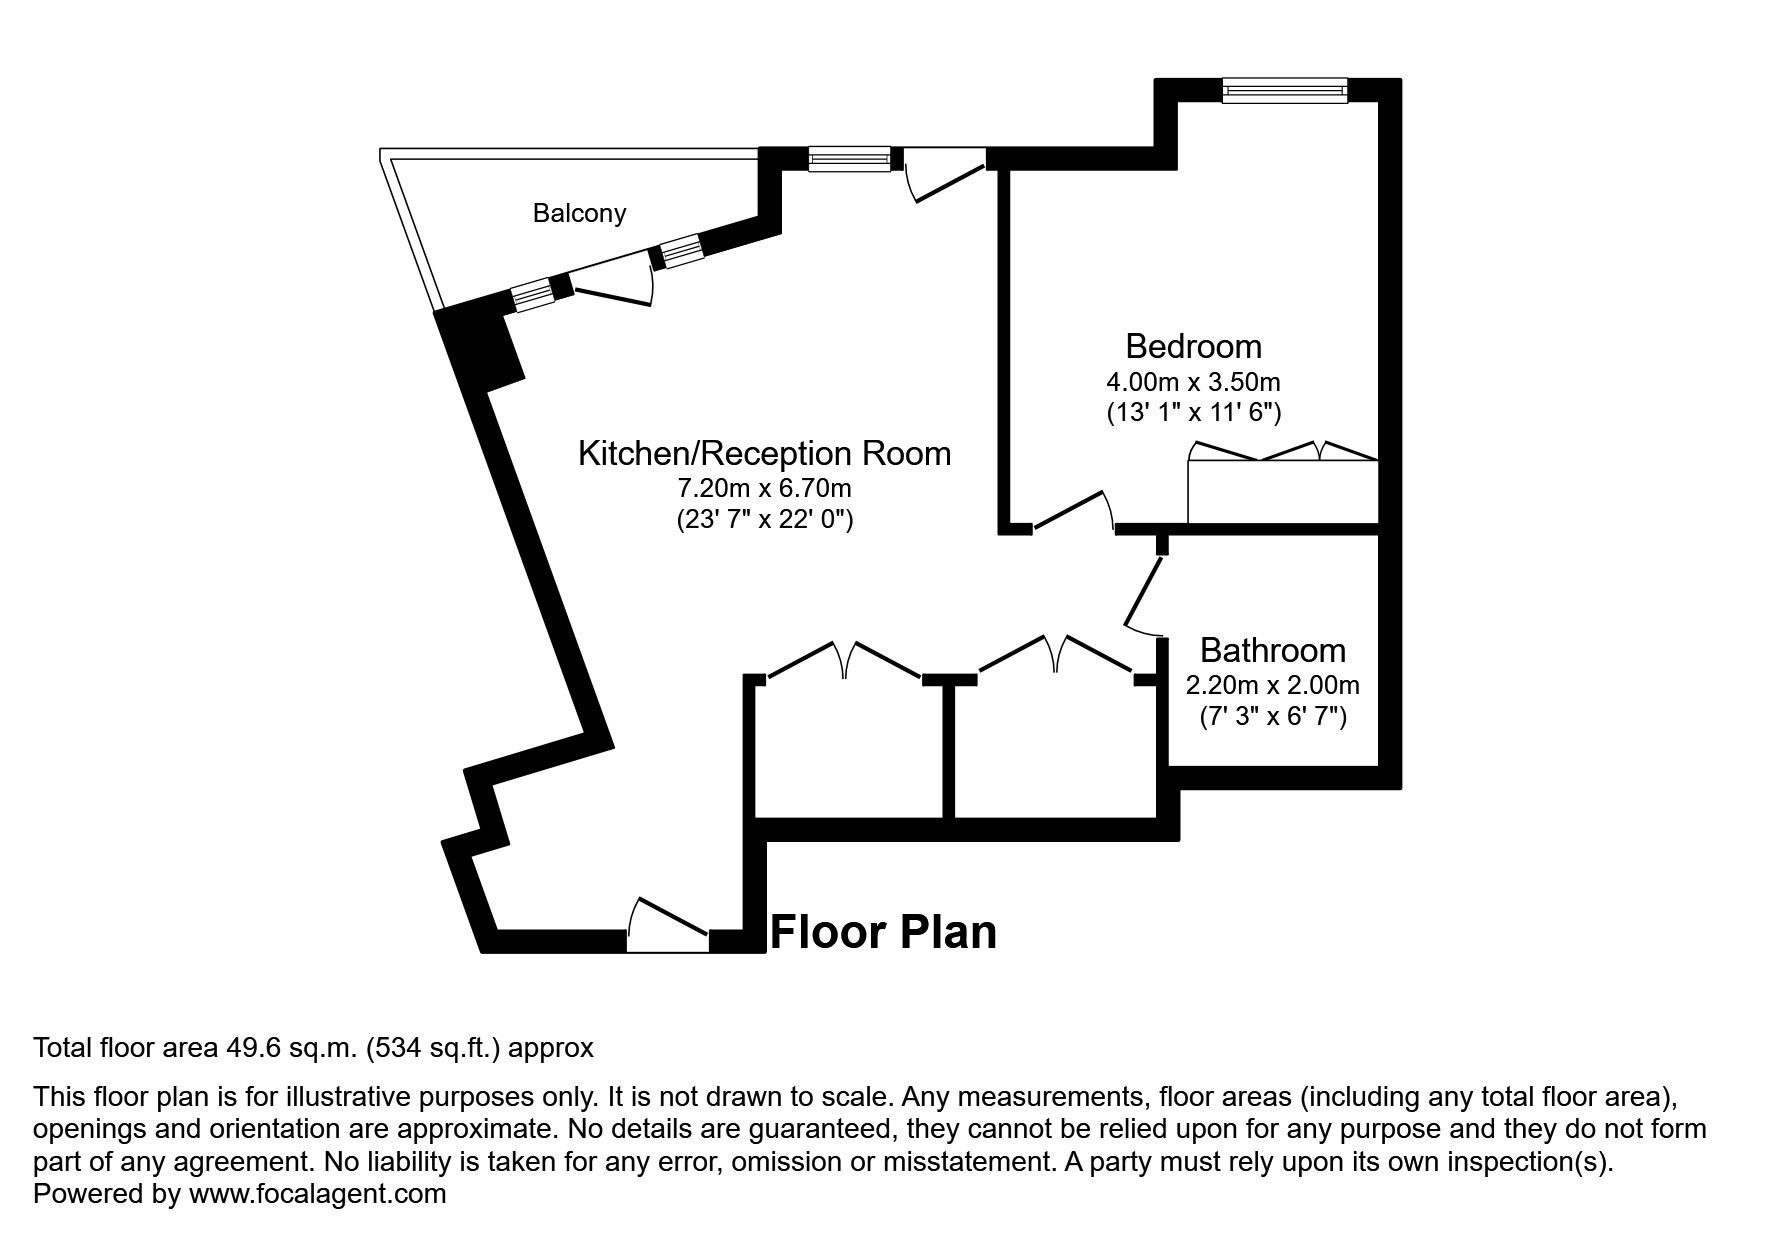 Balcony
Bedroom
4.00m x 3.50m
(13' 1" x 11' 6")
Kitchen/Reception Room
7.20m x 6.70m
(23' 7" x 22' 0")
Bathroom
2.20m x 2.00m
(7' 3" x 6' 7")
Floor Plan
Total floor area 49.6 sq.m. (534 sq.ft.) approx
This floor plan is for illustrative purposes only. It is not drawn to scale. Any measurements, floor areas (including any total floor area),
openings and orientation are approximate. No details are guaranteed, they cannot be relied upon for any purpose and they do not form
part of any agreement. No liability is taken for any error, omission or misstatement. A party must rely upon its own inspection(s).
Powered by www.focalagent.com